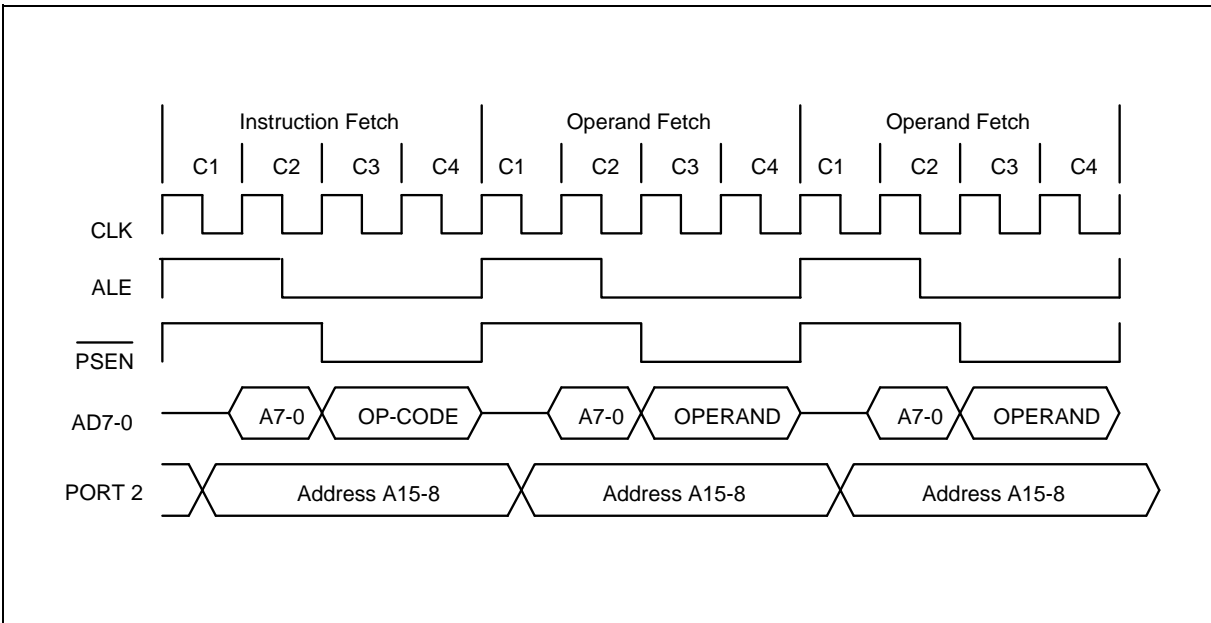 Instruction Fetch Operand Fetch Operand Fetch
C1 C2 C3 C4 C1 C2 C3 C4 C1 C2 C3 C4
CLK
ALE
PSEN
AD7-0 A7-0 OP-CODE A7-0 OPERAND A7-0 OPERAND
PORT 2 Address A15-8 Address A15-8 Address A15-8